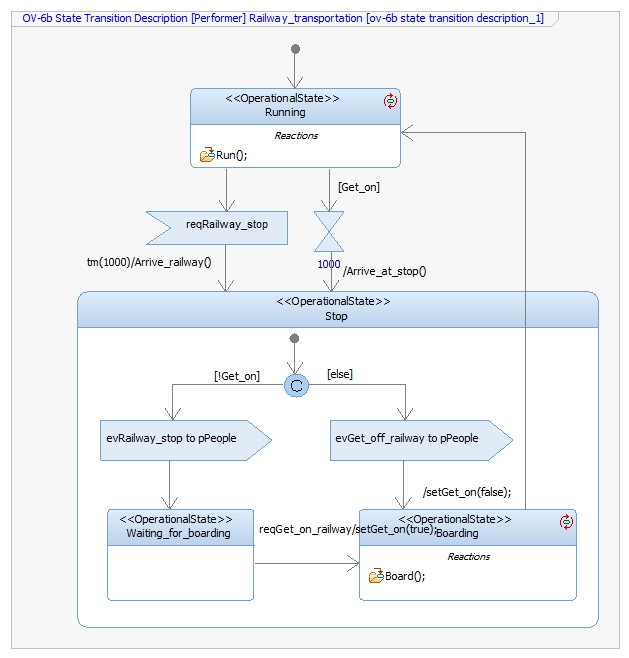 OV-6b State Transition Description [Performer] Railway_transportation [ov-6b state transition description_1]
<<OperationalState>>
Running
Reactions
Run();
[Get_on]
reqRailway_stop
tm(1000)/Arrive_railway()
1000
/Arrive_at_stop()
<<OperationalState>>
Stop
[!Get_on]
[else]
C
evRailway_stop to pPeople
evGet_off_railway to pPeople
/setGet_on(false);
<<OperationalState>>
Waiting_for_boarding
reqGet_on_railway/setGet_on(true);
<<OperationalState>>
Boarding
Reactions
Board();